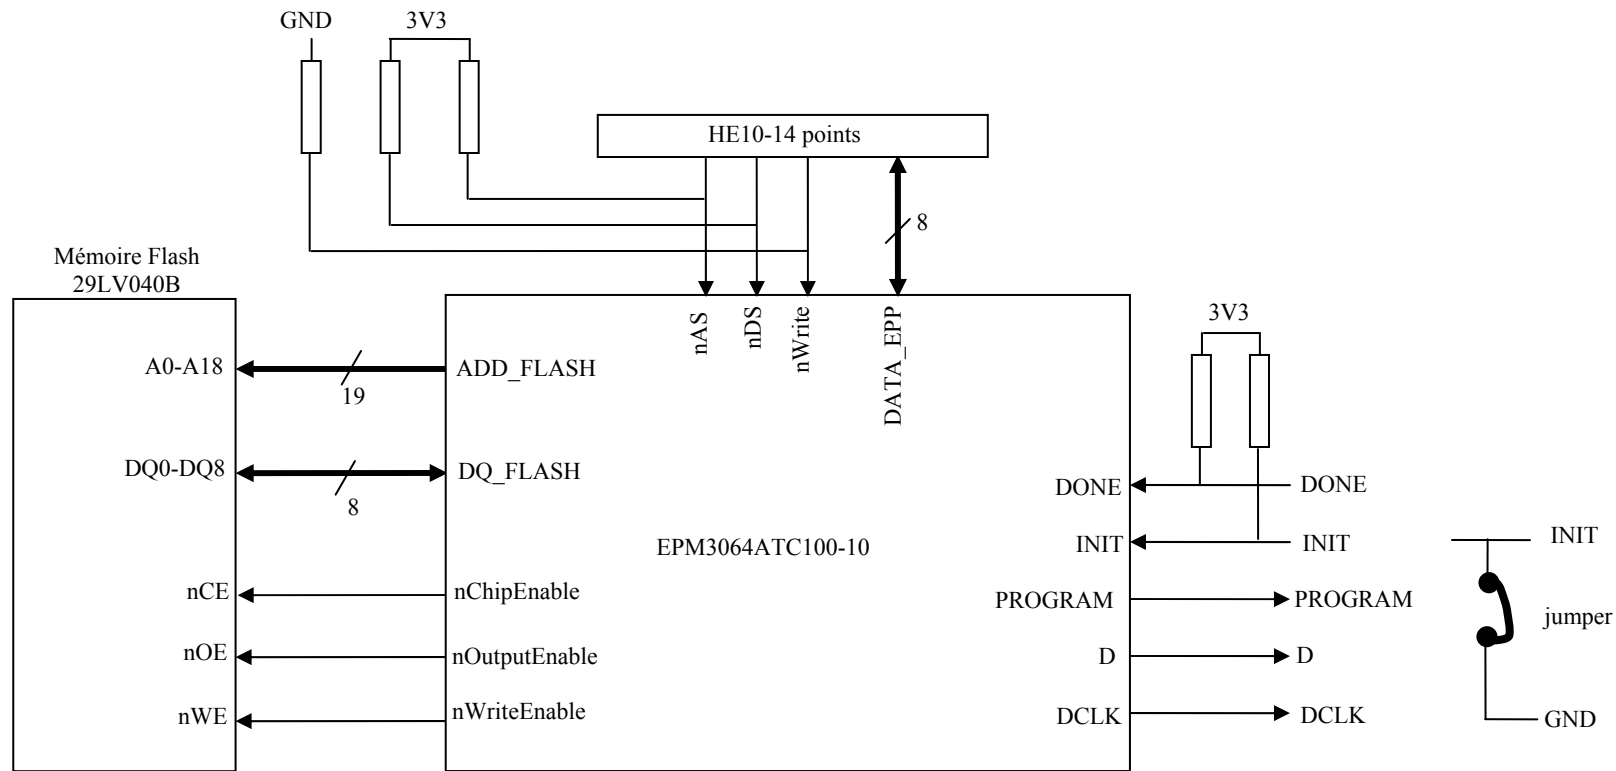 GND
3V3
HE10-14 points
8
Mémoire Flash
29LV040B
nAS
nDS
nWrite
DATA_EPP
3V3
A0-A18
19
ADD_FLASH
DQ0-DQ8
8
DQ_FLASH
DONE
DONE
EPM3064ATC100-10
INIT
INIT
INIT
nCE
nChipEnable
PROGRAM
PROGRAM
jumper
nOE
nOutputEnable
D
D
nWE
nWriteEnable
DCLK
DCLK
GND